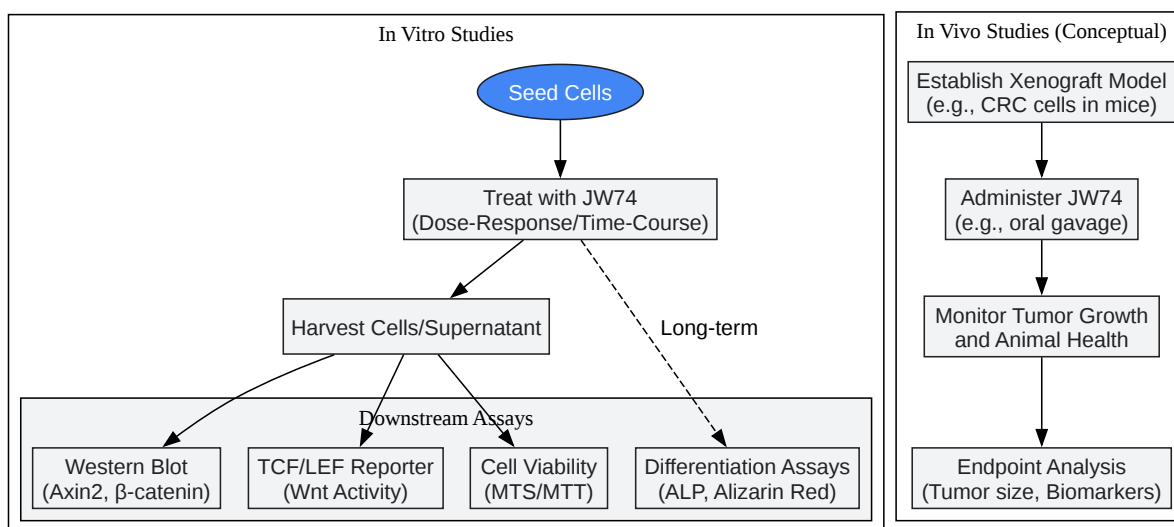 In Vitro Studies
Seed Cells
Treat with JW74
(Dose-Response/Time-Course)
Harvest Cells/Supernatant
Long-term
Downstream Assays
Western Blot
(Axin2, β-catenin)
TCF/LEF Reporter
(Wnt Activity)
Cell Viability
(MTS/MTT)
Differentiation Assays
(ALP, Alizarin Red)
In Vivo Studies (Conceptual)
Establish Xenograft Model
(e.g., CRC cells in mice)
Administer JW74
(e.g., oral gavage)
Monitor Tumor Growth
and Animal Health
Endpoint Analysis
(Tumor size, Biomarkers)